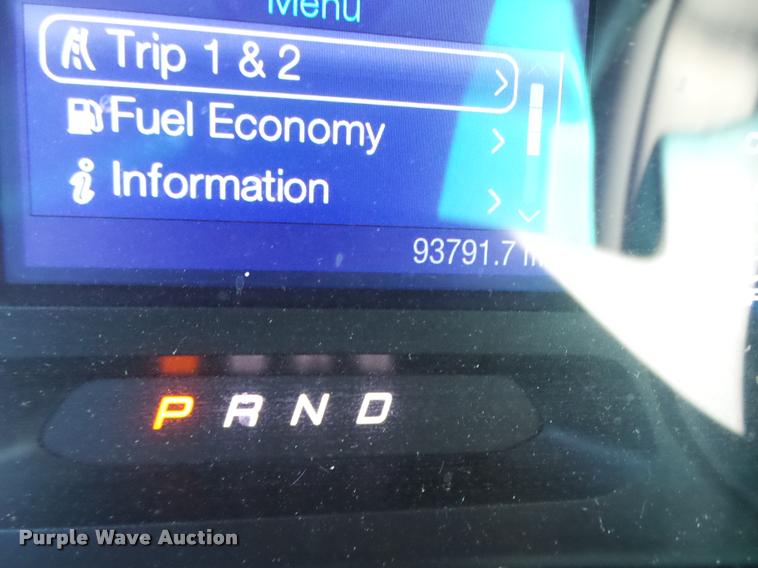 Menu
Trip 1 & 2
Fuel Economy
Information
93791.7
P R N D
Purple Wave Auction